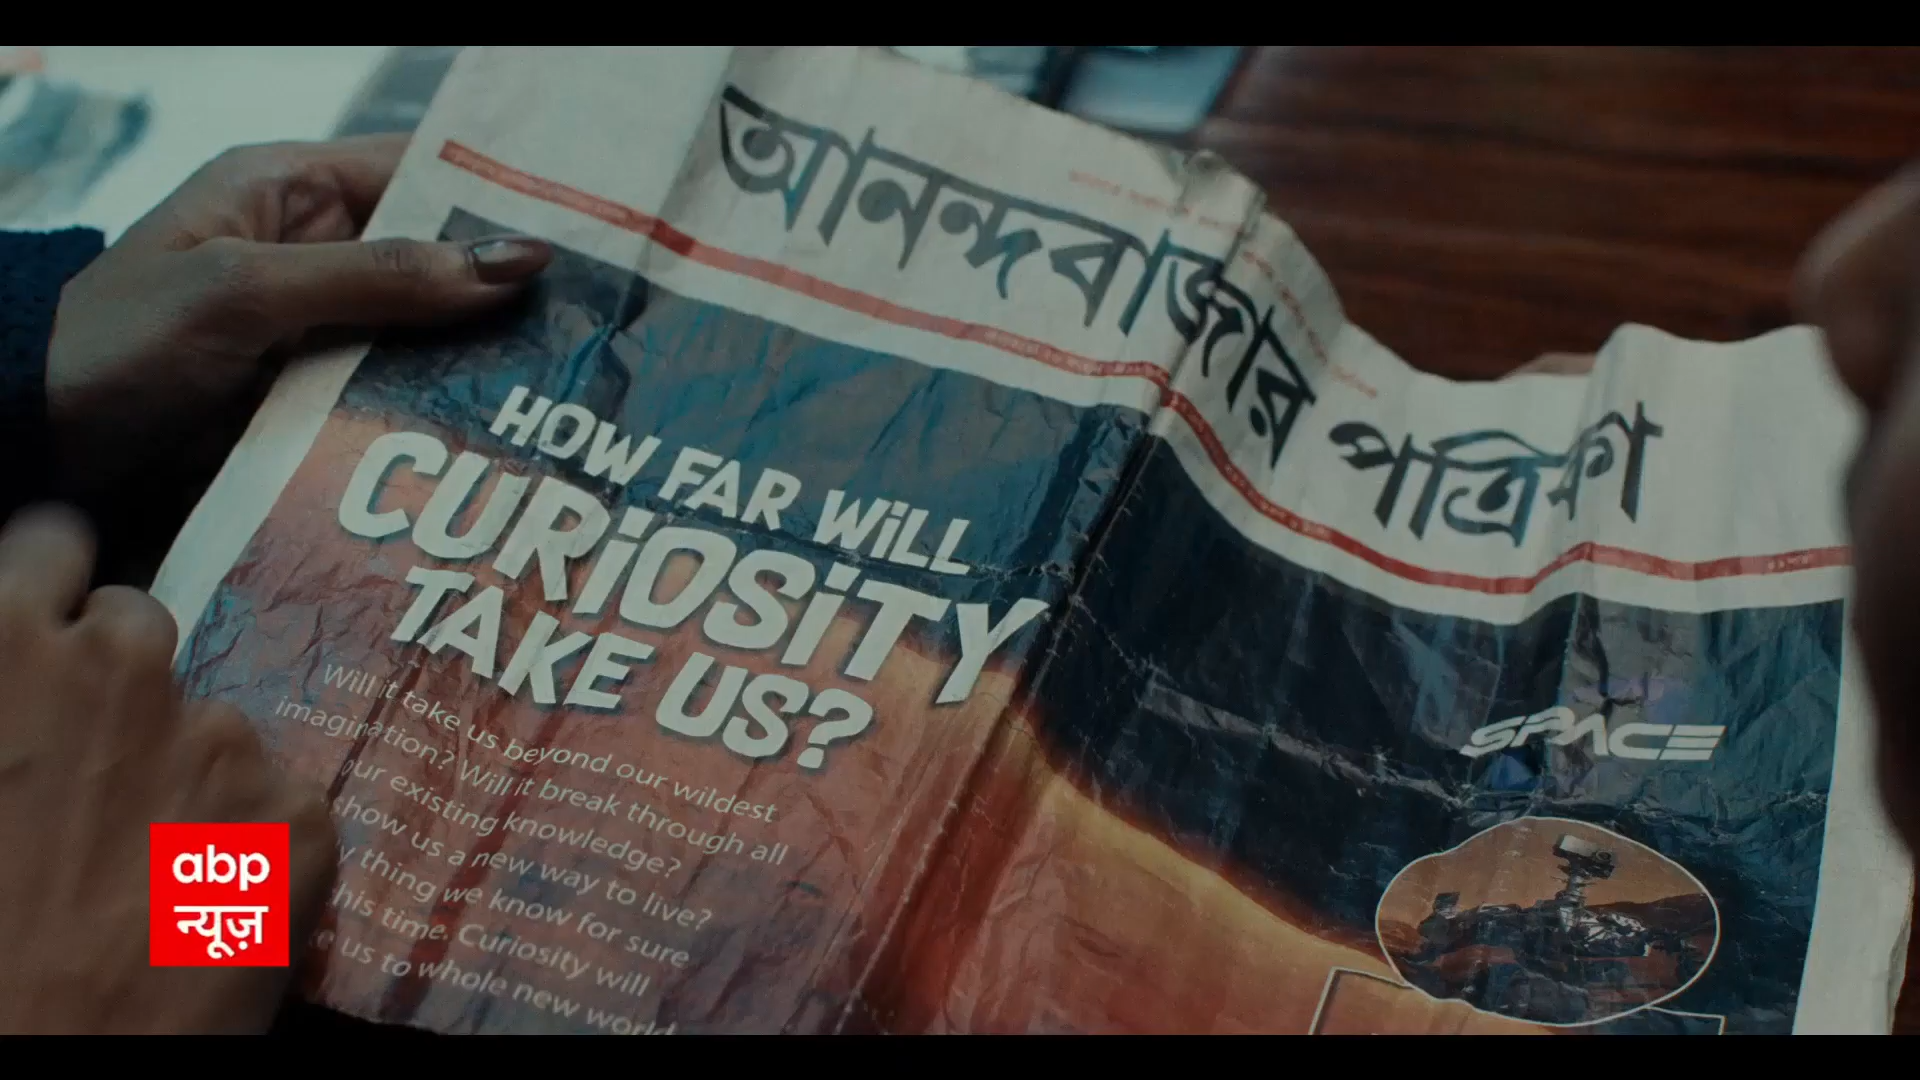 আনন্দবাজার পত্রিকা
HOW FAR WiLL
CURiOSiTY
TAKE US?
Will it take us beyond our wildest
imagination? Will it break through all
our existing knowledge?
show us a new way to live?
thing we know for sure
this time. Curiosity will
us to whole new world
SPACE
abp
न्यूज़